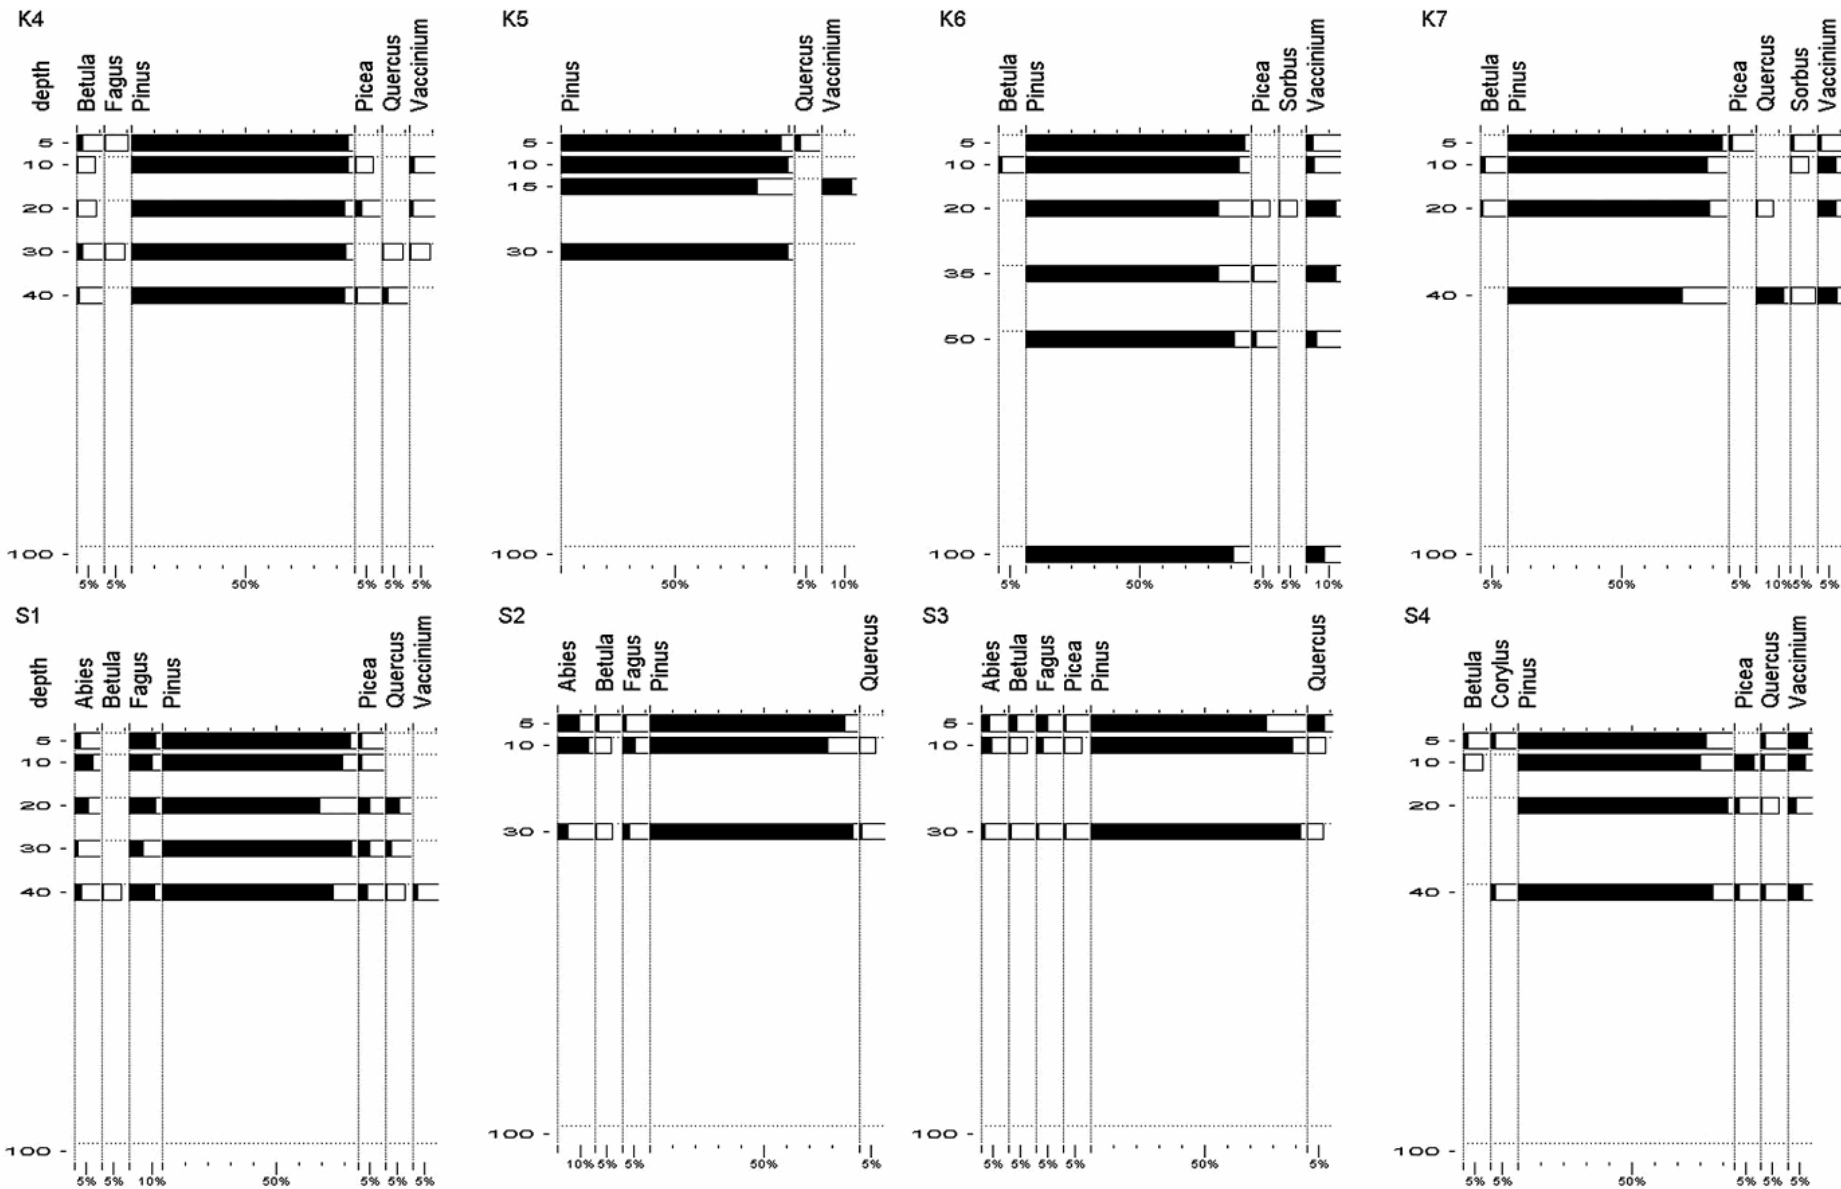 K4
depth
Betula
Fagus
Pinus
Picea
Quercus
Vaccinium
5 -
10 -
20 -
30 -
40 -
100 -
5% 5% 50% 5% 5% 5%
K5
Pinus
Quercus
Vaccinium
5 -
10 -
15 -
30 -
100 -
50% 5% 10%
K6
Betula
Pinus
Picea
Sorbus
Vaccinium
5 -
10 -
20 -
35 -
50 -
100 -
5% 50% 5% 5% 10%
K7
Betula
Pinus
Picea
Quercus
Sorbus
Vaccinium
5 -
10 -
20 -
40 -
100 -
5% 50% 5% 10% 5% 5%
S1
depth
Abies
Betula
Fagus
Pinus
Picea
Quercus
Vaccinium
5 -
10 -
20 -
30 -
40 -
100 -
5% 5% 10% 50% 5% 5% 5%
S2
Abies
Betula
Fagus
Pinus
Quercus
5 -
10 -
30 -
100 -
10% 5% 5% 50% 5%
S3
Abies
Betula
Fagus
Picea
Pinus
Quercus
5 -
10 -
30 -
100 -
5% 5% 5% 5% 50% 5%
S4
Betula
Corylus
Pinus
Picea
Quercus
Vaccinium
5 -
10 -
20 -
40 -
100 -
5% 5% 50% 5% 5% 5%